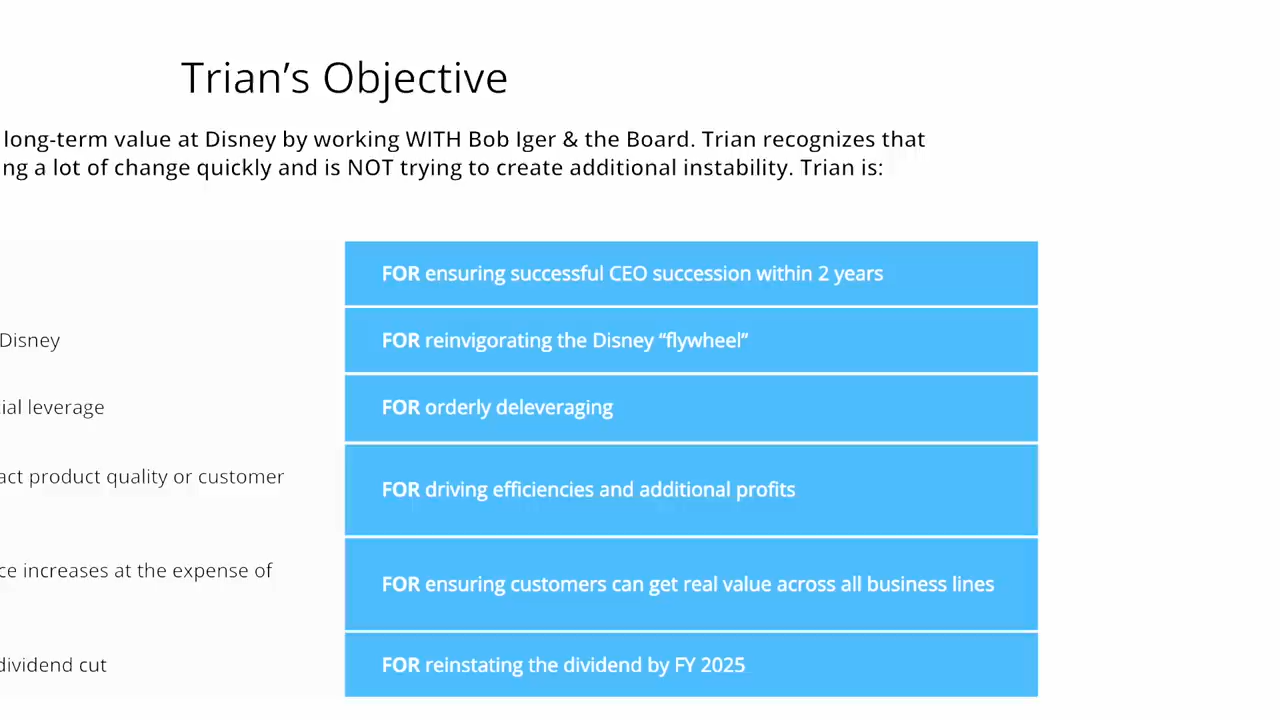 Trian’s Objective
long-term value at Disney by working WITH Bob Iger & the Board. Trian recognizes that
ng a lot of change quickly and is NOT trying to create additional instability. Trian is:
FOR ensuring successful CEO succession within 2 years
Disney
FOR reinvigorating the Disney “flywheel”
cial leverage
FOR orderly deleveraging
act product quality or customer
FOR driving efficiencies and additional profits
ce increases at the expense of
FOR ensuring customers can get real value across all business lines
dividend cut
FOR reinstating the dividend by FY 2025